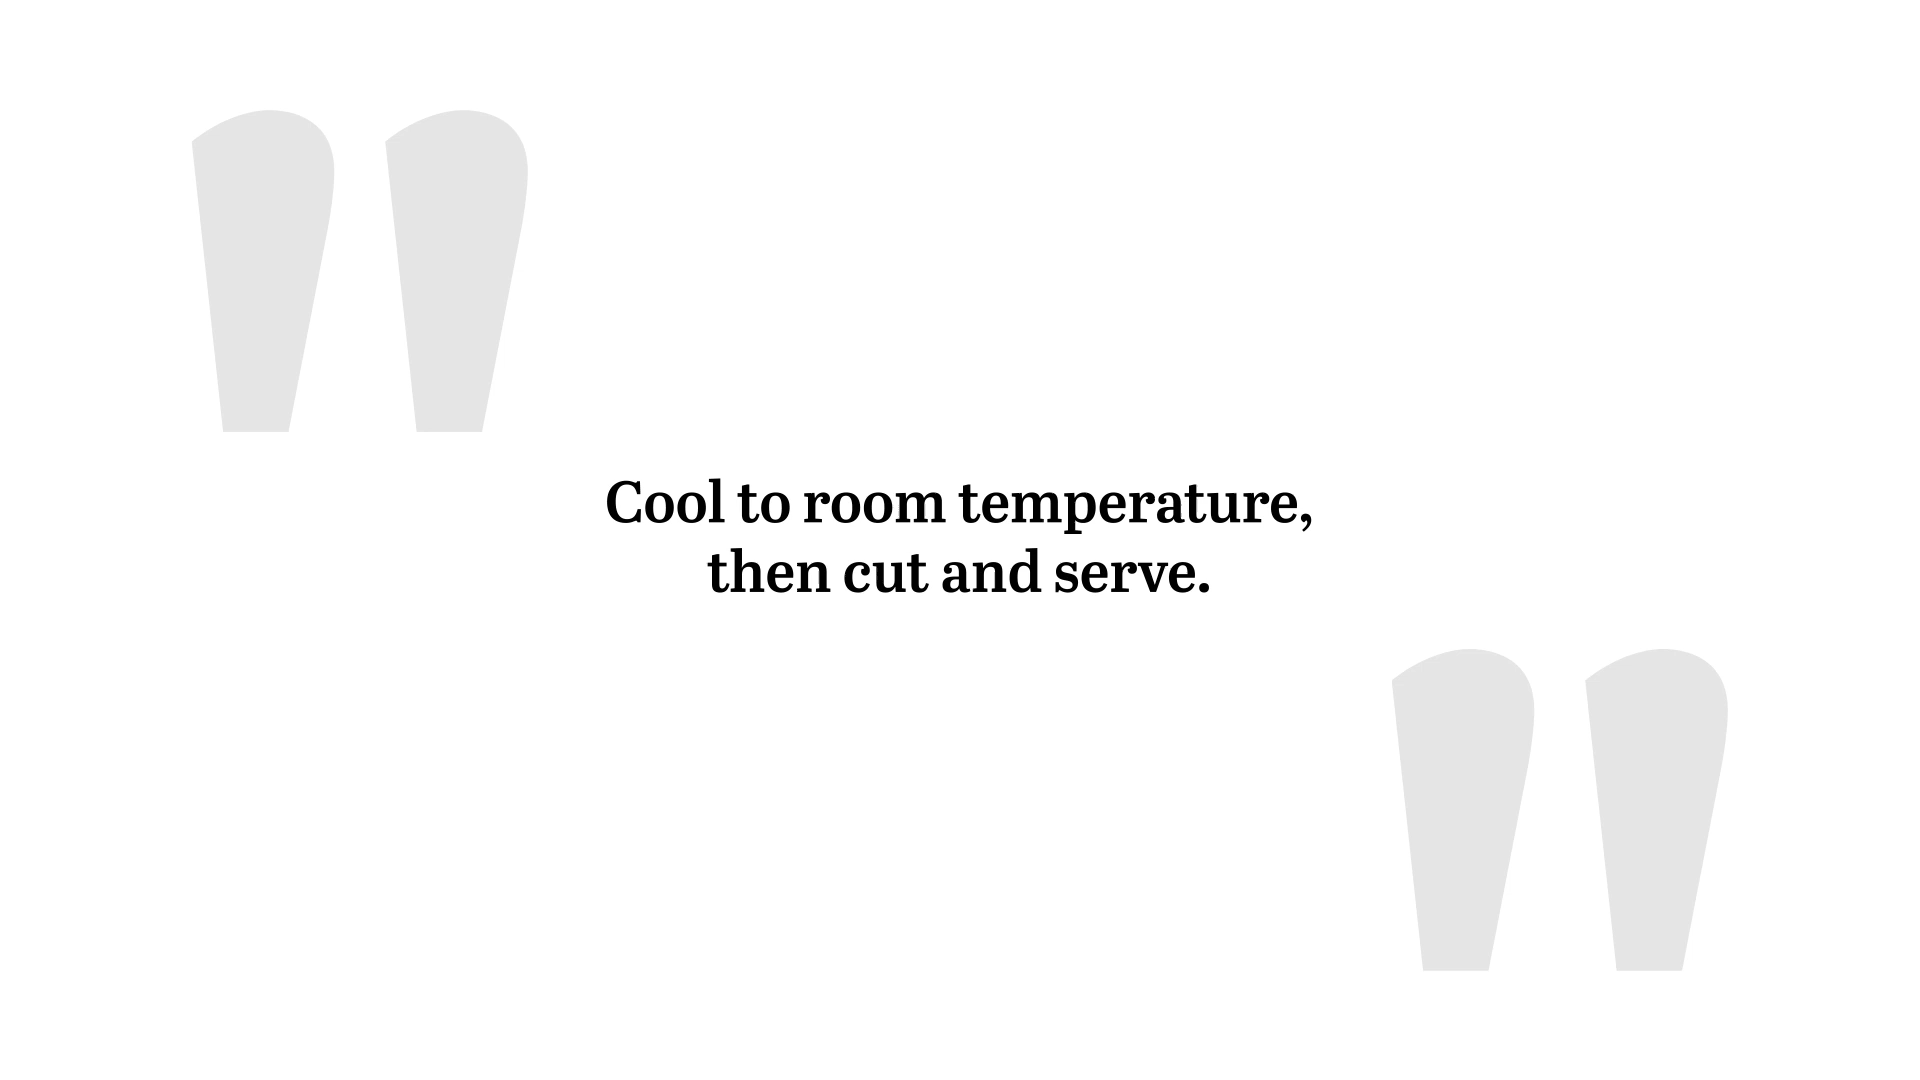 "
Cool to room temperature,
then cut and serve.
"